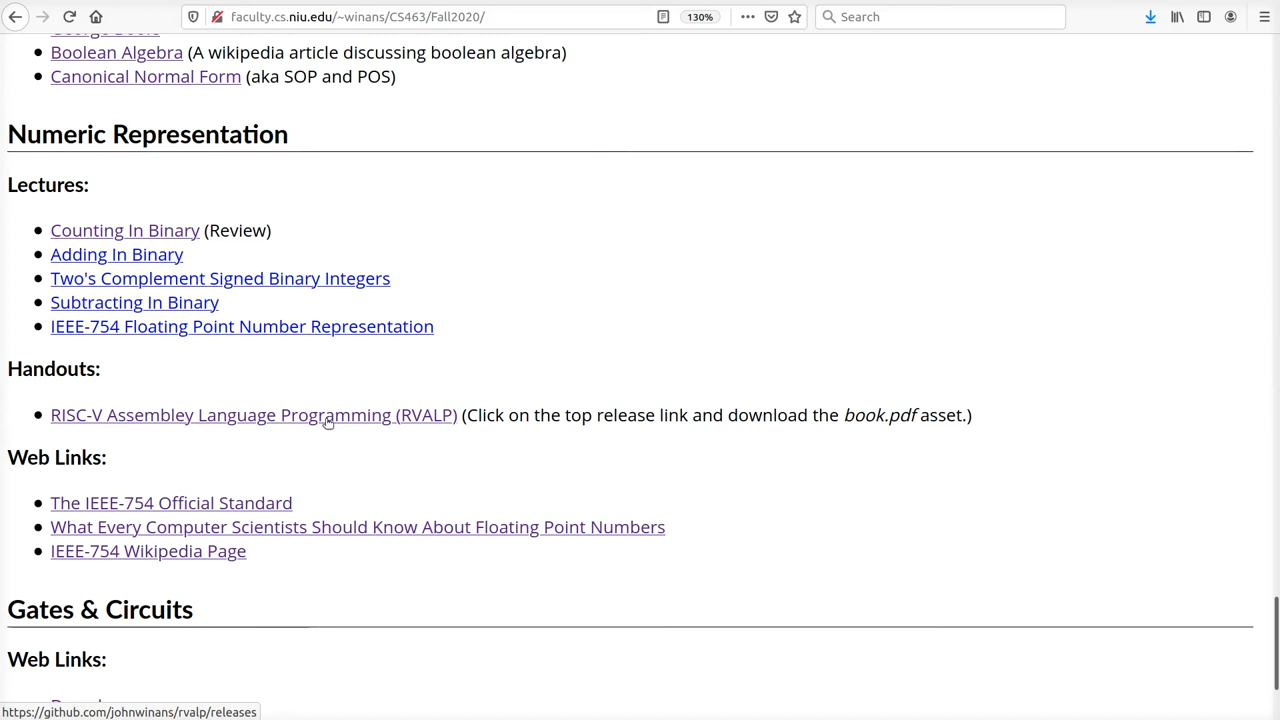 faculty.cs.niu.edu/~winans/CS463/Fall2020/
130%
Search
George Boole
Boolean Algebra (A wikipedia article discussing boolean algebra)
Canonical Normal Form (aka SOP and POS)
Numeric Representation
Lectures:
Counting In Binary (Review)
Adding In Binary
Two's Complement Signed Binary Integers
Subtracting In Binary
IEEE-754 Floating Point Number Representation
Handouts:
RISC-V Assembley Language Programming (RVALP) (Click on the top release link and download the book.pdf asset.)
Web Links:
The IEEE-754 Official Standard
What Every Computer Scientists Should Know About Floating Point Numbers
IEEE-754 Wikipedia Page
Gates & Circuits
Web Links:
https://github.com/johnwinans/rvalp/releases